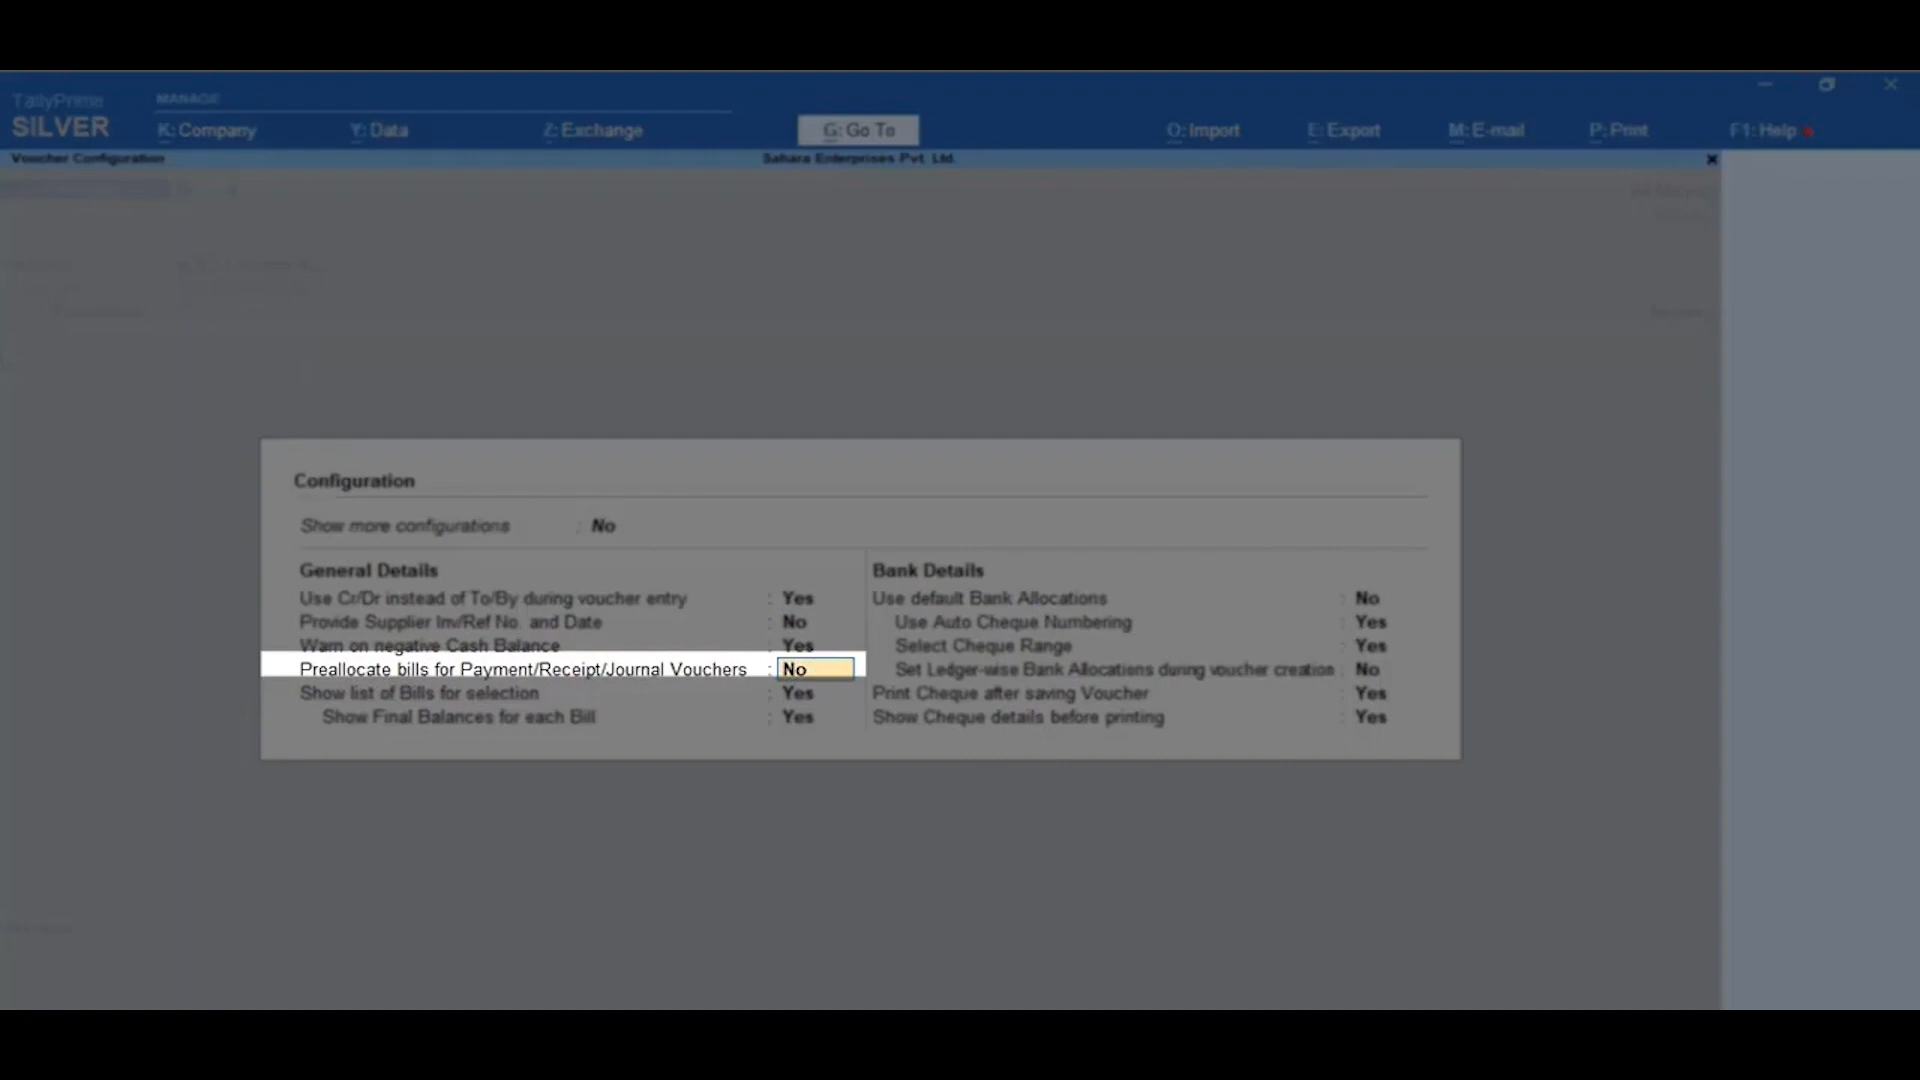 TallyPrime
SILVER
MANAGE
K: Company
Y: Data
Z: Exchange
G: Go To
O: Import
E: Export
M: E-mail
P: Print
F1: Help
Voucher Configuration
Sahara Enterprises Pvt. Ltd.
Configuration
Show more configurations : No
General Details
Use Cr/Dr instead of To/By during voucher entry : Yes
Provide Supplier Inv/Ref No. and Date : No
Warn on negative Cash Balance : Yes
Preallocate bills for Payment/Receipt/Journal Vouchers : No
Show list of Bills for selection : Yes
Show Final Balances for each Bill : Yes
Bank Details
Use default Bank Allocations : No
Use Auto Cheque Numbering : Yes
Select Cheque Range : Yes
Set Ledger-wise Bank Allocations during voucher creation : No
Print Cheque after saving Voucher : Yes
Show Cheque details before printing : Yes